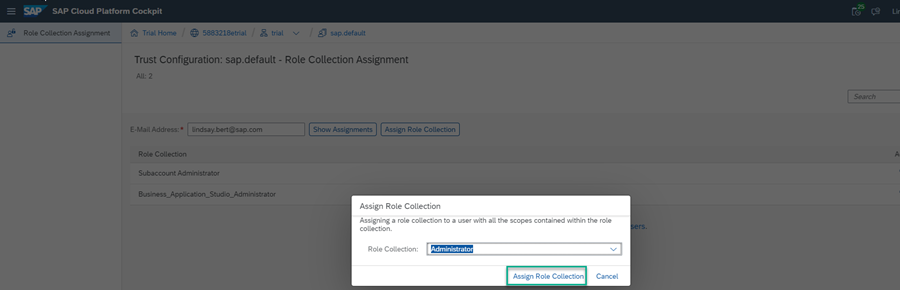 SAP SAP Cloud Platform Cockpit 25
Role Collection Assignment Trial Home / 5883218etrial / trial / sap.default
Trust Configuration: sap.default - Role Collection Assignment
All: 2
Search
E-Mail Address:* lindsay.bert@sap.com Show Assignments Assign Role Collection
Role Collection
Subaccount Administrator
Business_Application_Studio_Administrator
Assign Role Collection
Assigning a role collection to a user with all the scopes contained within the role
collection.
sers.
Role Collection: Administrator
Assign Role Collection Cancel